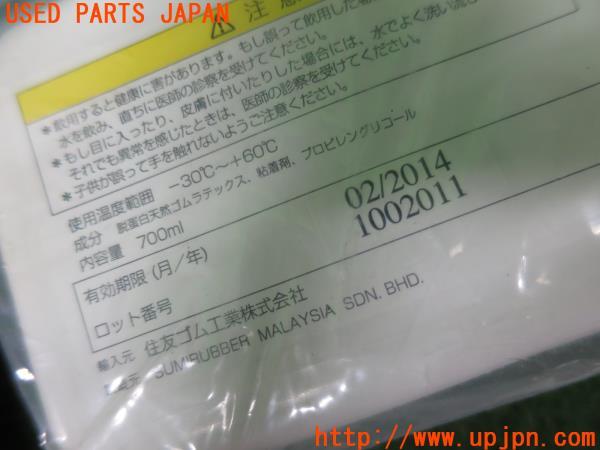 USED PARTS JAPAN
⚠ 注 意
*飲用すると健康に害があります。もし誤って飲用した場
水を飲み、直ちに医師の診察を受けてください。
*もし目に入ったり、皮膚に付いたりした場合には、水でよく洗い流し
それでも異常を感じたときは、医師の診察を受けてください。
*子供が誤って手を触れないようご注意ください。
使用温度範囲 -30℃~+60℃
成分 脱蛋白天然ゴムラテックス、粘着剤、プロピレングリコール
内容量 700ml
有効期限(月/年) 02/2014
ロット番号 1002011
輸入元 住友ゴム工業株式会社
製造元 SUMIRUBBER MALAYSIA SDN. BHD.
http://www.upjpn.com